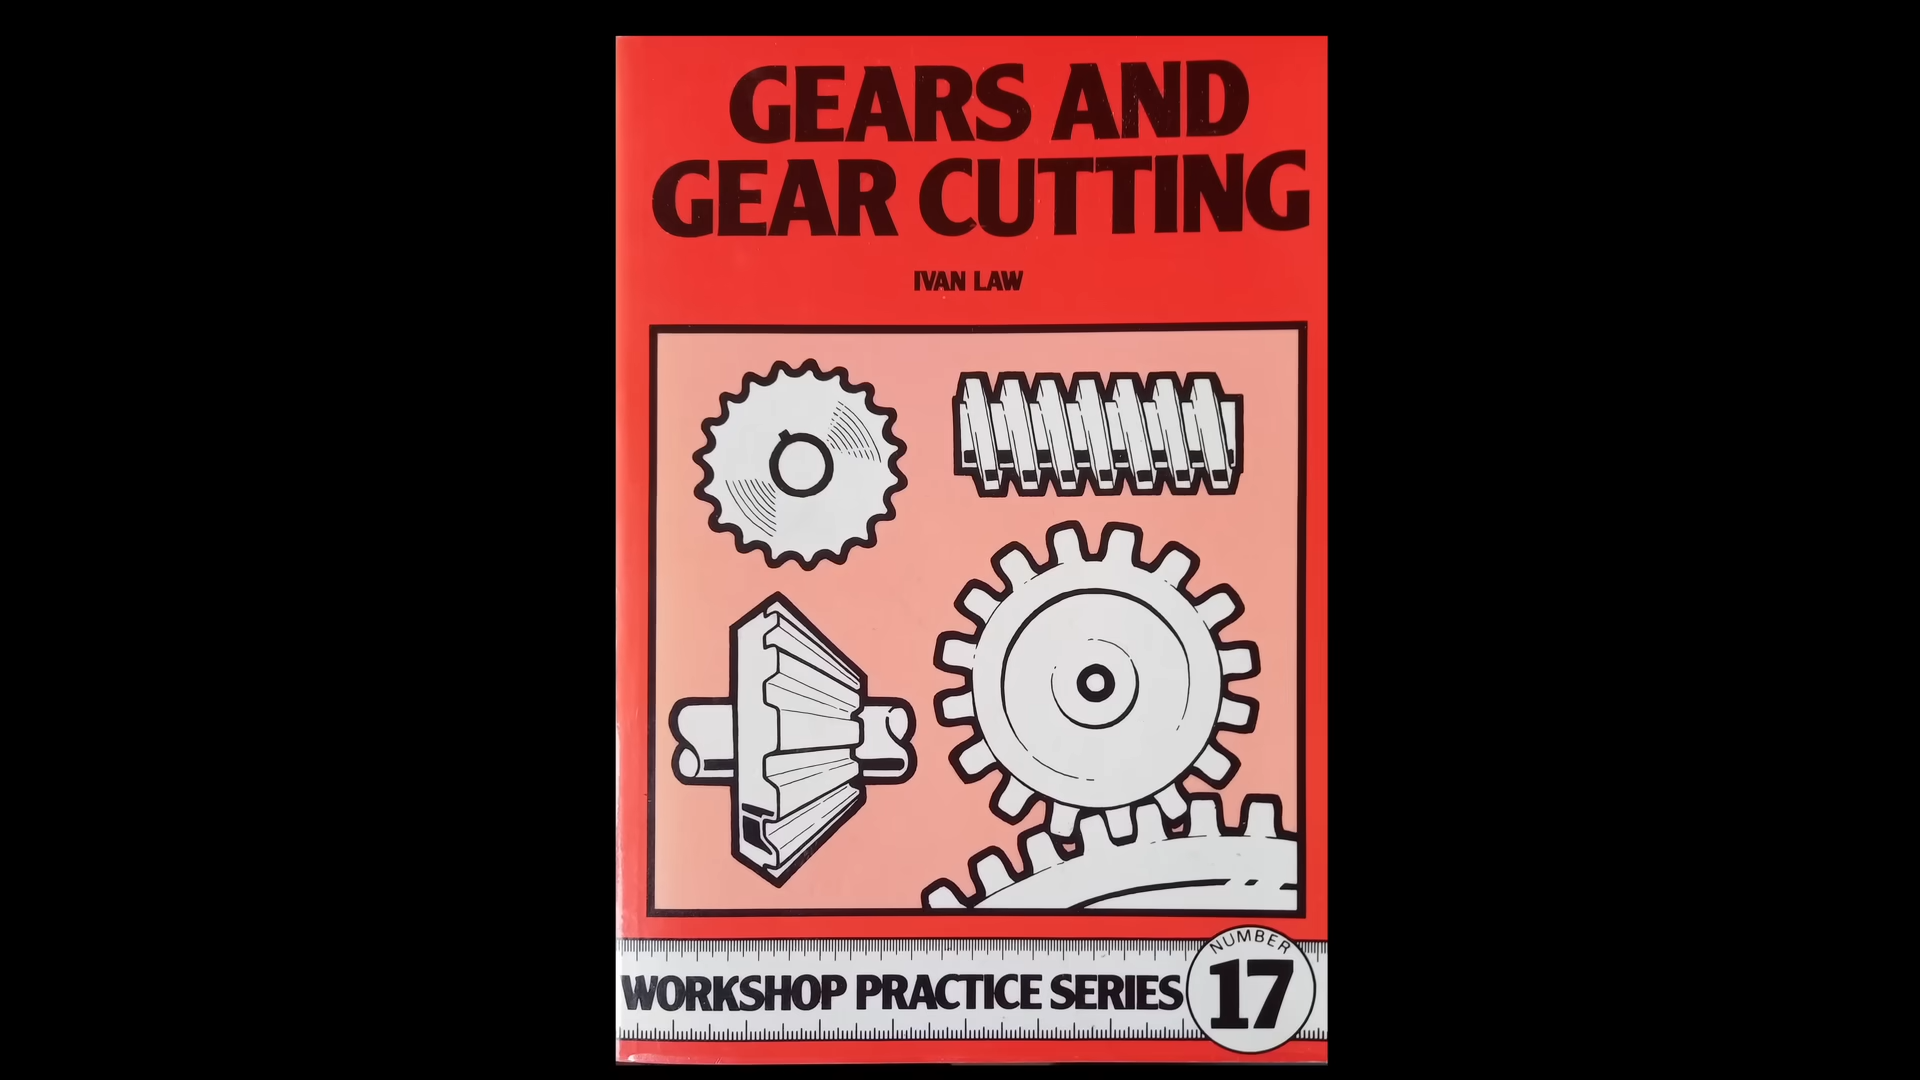 GEARS AND
GEAR CUTTING
IVAN LAW
NUMBER
WORKSHOP PRACTICE SERIES 17